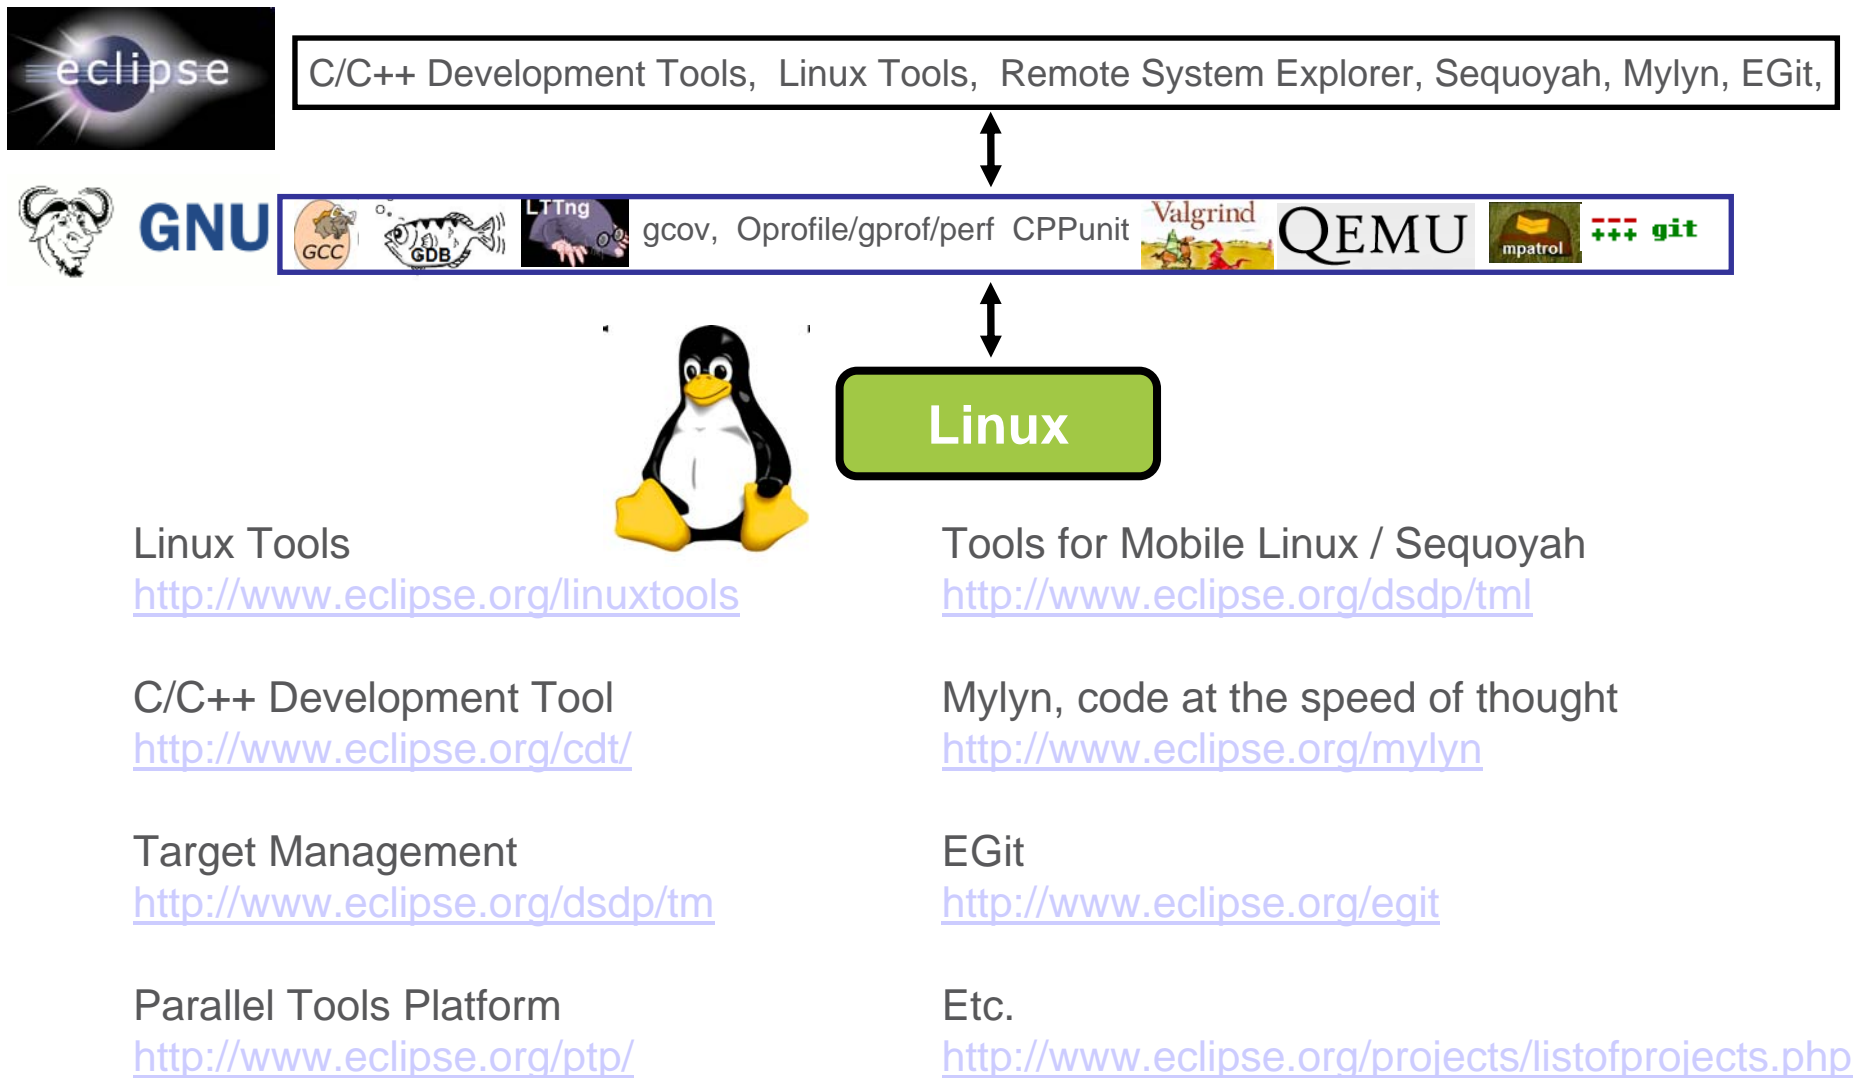 eclipse
C/C++ Development Tools, Linux Tools, Remote System Explorer, Sequoyah, Mylyn, EGit,
GNU
GCC
GDB
LTTng
gcov, Oprofile/gprof/perf CPPunit
Valgrind
QEMU
mpatrol
git
Linux
Linux Tools
http://www.eclipse.org/linuxtools
C/C++ Development Tool
http://www.eclipse.org/cdt/
Target Management
http://www.eclipse.org/dsdp/tm
Parallel Tools Platform
http://www.eclipse.org/ptp/
Tools for Mobile Linux / Sequoyah
http://www.eclipse.org/dsdp/tml
Mylyn, code at the speed of thought
http://www.eclipse.org/mylyn
EGit
http://www.eclipse.org/egit
Etc.
http://www.eclipse.org/projects/listofprojects.php